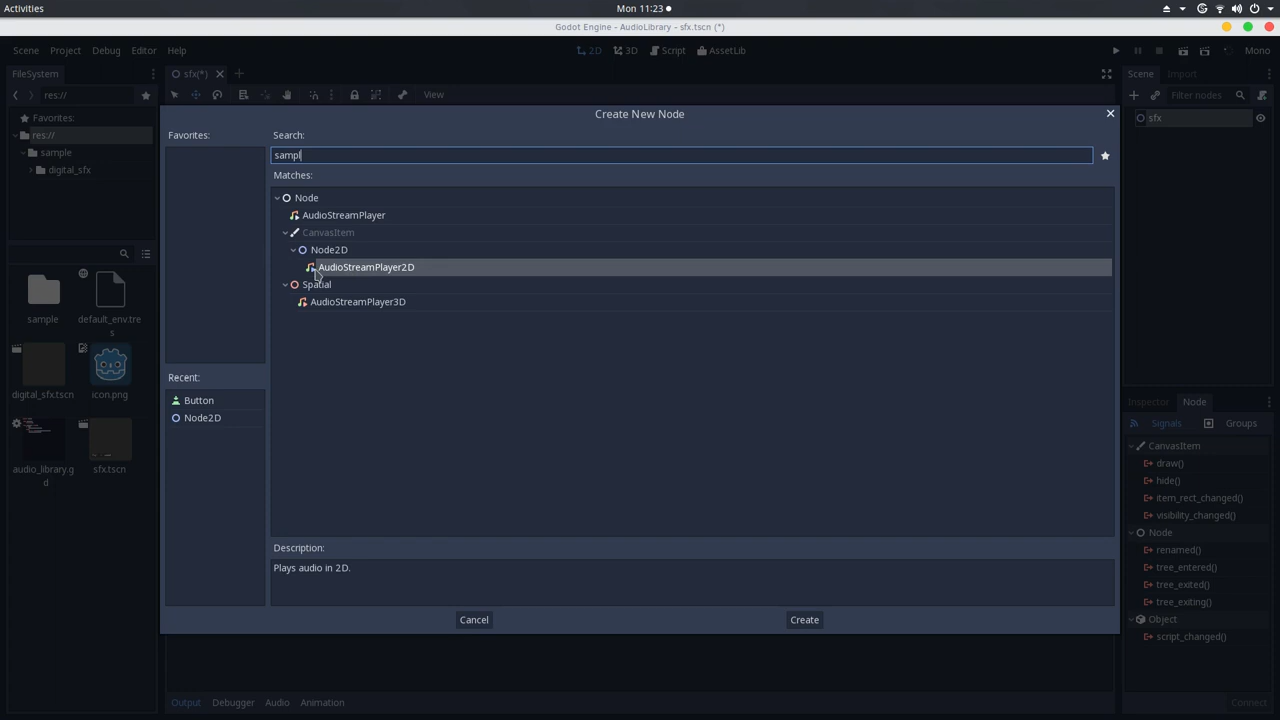 Activities
Mon 11:23
Godot Engine - AudioLibrary - sfx.tscn (*)
Scene Project Debug Editor Help
2D 3D Script AssetLib
Mono
FileSystem
sfx(*)
Scene Import
res://
View
Filter nodes
Favorites:
res://
sample
digital_sfx
sfx
Create New Node
Favorites:
Search:
sampl
Matches:
Node
AudioStreamPlayer
CanvasItem
Node2D
AudioStreamPlayer2D
Spatial
AudioStreamPlayer3D
sample
default_env.tre
s
digital_sfx.tscn
icon.png
audio_library.g
d
sfx.tscn
Recent:
Button
Node2D
Description:
Plays audio in 2D.
Cancel
Create
Inspector Node
Signals Groups
CanvasItem
draw()
hide()
item_rect_changed()
visibility_changed()
Node
renamed()
tree_entered()
tree_exited()
tree_exiting()
Object
script_changed()
Output Debugger Audio Animation
Connect